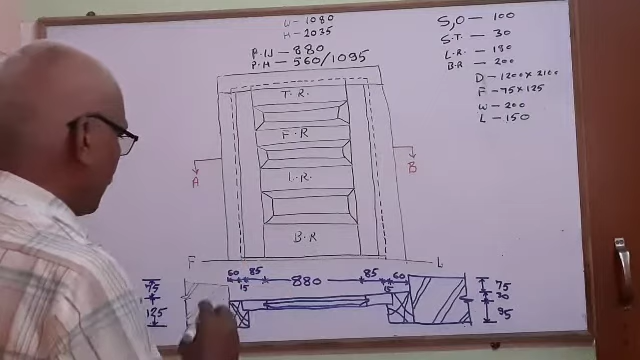 W - 1080
H - 2035
P.W - 880
P.H - 560/1095
S,O - 100
S.T. - 30
L.R. - 180
B.R - 200
D - 1200 x 2100
F - 75 x 125
W - 200
L - 150
T.R.
F.R
L.R.
B.R
A
B
F
L
60 15 85 880 85 15 60
75
125
75
30
95